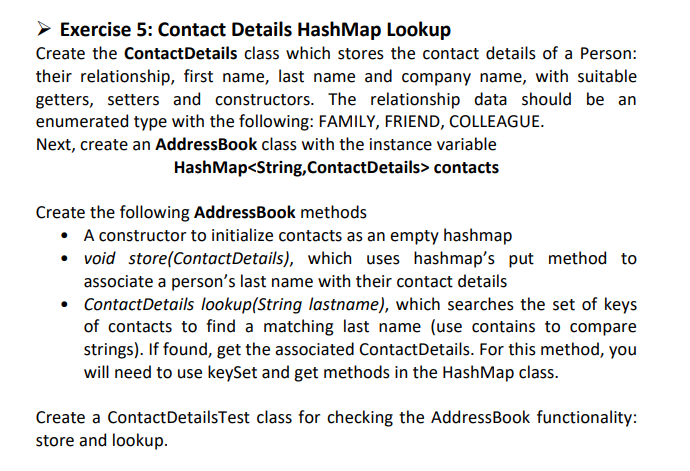 ➢ Exercise 5: Contact Details HashMap Lookup
Create the ContactDetails class which stores the contact details of a Person:
their relationship, first name, last name and company name, with suitable
getters, setters and constructors. The relationship data should be an
enumerated type with the following: FAMILY, FRIEND, COLLEAGUE.
Next, create an AddressBook class with the instance variable
HashMap<String,ContactDetails> contacts
Create the following AddressBook methods
• A constructor to initialize contacts as an empty hashmap
• void store(ContactDetails), which uses hashmap's put method to
associate a person's last name with their contact details
• ContactDetails lookup(String lastname), which searches the set of keys
of contacts to find a matching last name (use contains to compare
strings). If found, get the associated ContactDetails. For this method, you
will need to use keySet and get methods in the HashMap class.
Create a ContactDetailsTest class for checking the AddressBook functionality:
store and lookup.